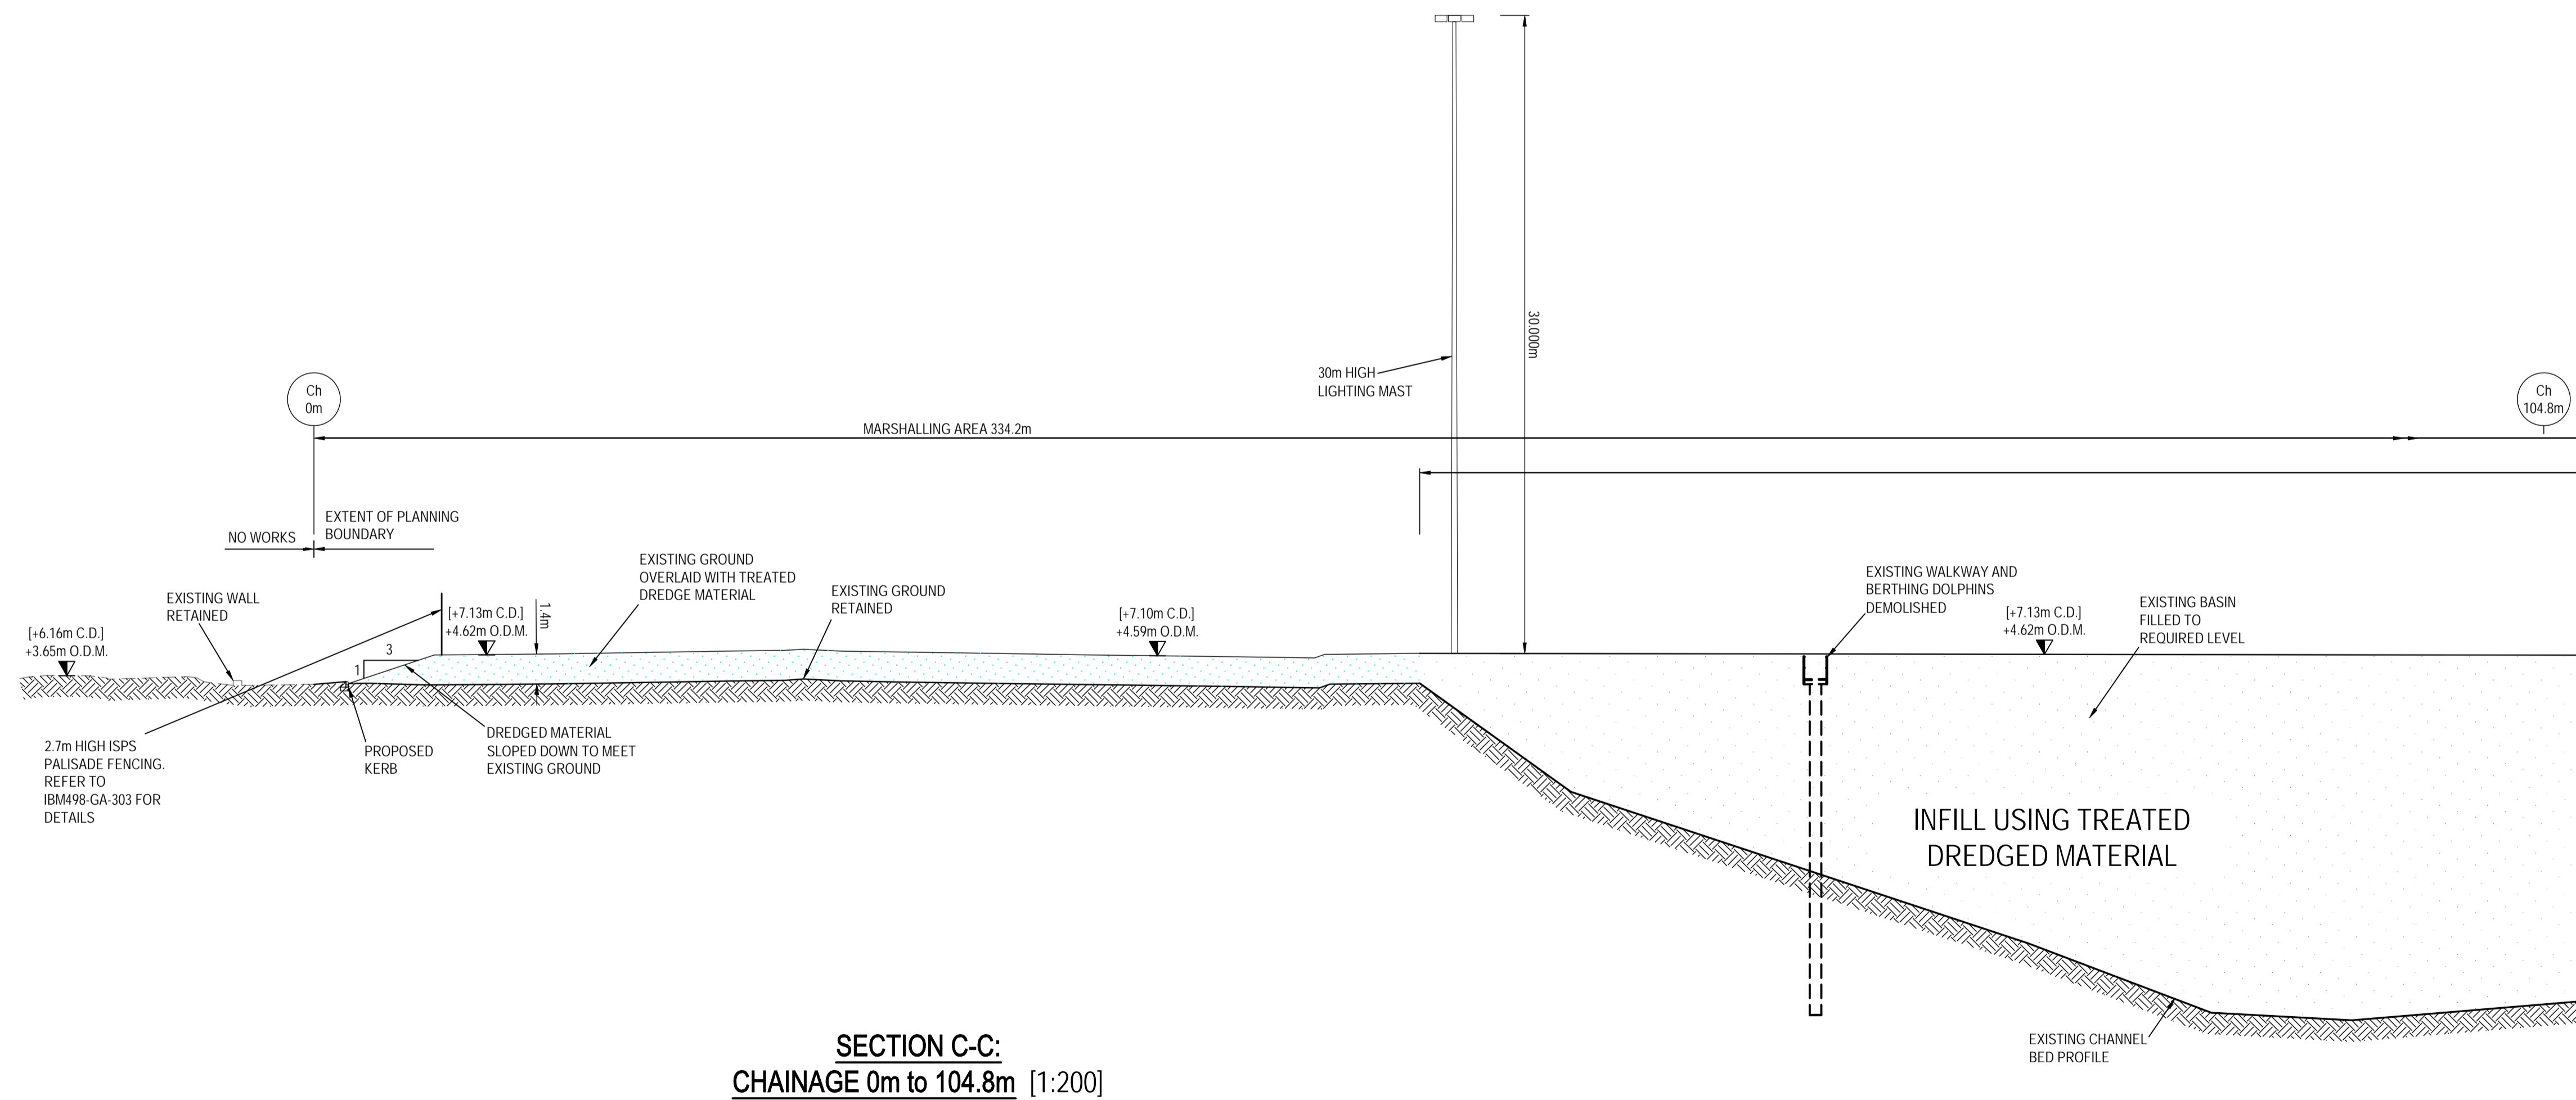 30.000m
30m HIGH
LIGHTING MAST
Ch
0m
Ch
104.8m
MARSHALLING AREA 334.2m
NO WORKS
EXTENT OF PLANNING
BOUNDARY
EXISTING WALL
RETAINED
[+6.16m C.D.]
+3.65m O.D.M.
[+7.13m C.D.]
+4.62m O.D.M.
1.4m
EXISTING GROUND
OVERLAID WITH TREATED
DREDGE MATERIAL
EXISTING GROUND
RETAINED
[+7.10m C.D.]
+4.59m O.D.M.
EXISTING WALKWAY AND
BERTHING DOLPHINS
DEMOLISHED
[+7.13m C.D.]
+4.62m O.D.M.
EXISTING BASIN
FILLED TO
REQUIRED LEVEL
3
1
2.7m HIGH ISPS
PALISADE FENCING.
REFER TO
IBM498-GA-303 FOR
DETAILS
PROPOSED
KERB
DREDGED MATERIAL
SLOPED DOWN TO MEET
EXISTING GROUND
INFILL USING TREATED
DREDGED MATERIAL
EXISTING CHANNEL
BED PROFILE
SECTION C-C:
CHAINAGE 0m to 104.8m [1:200]